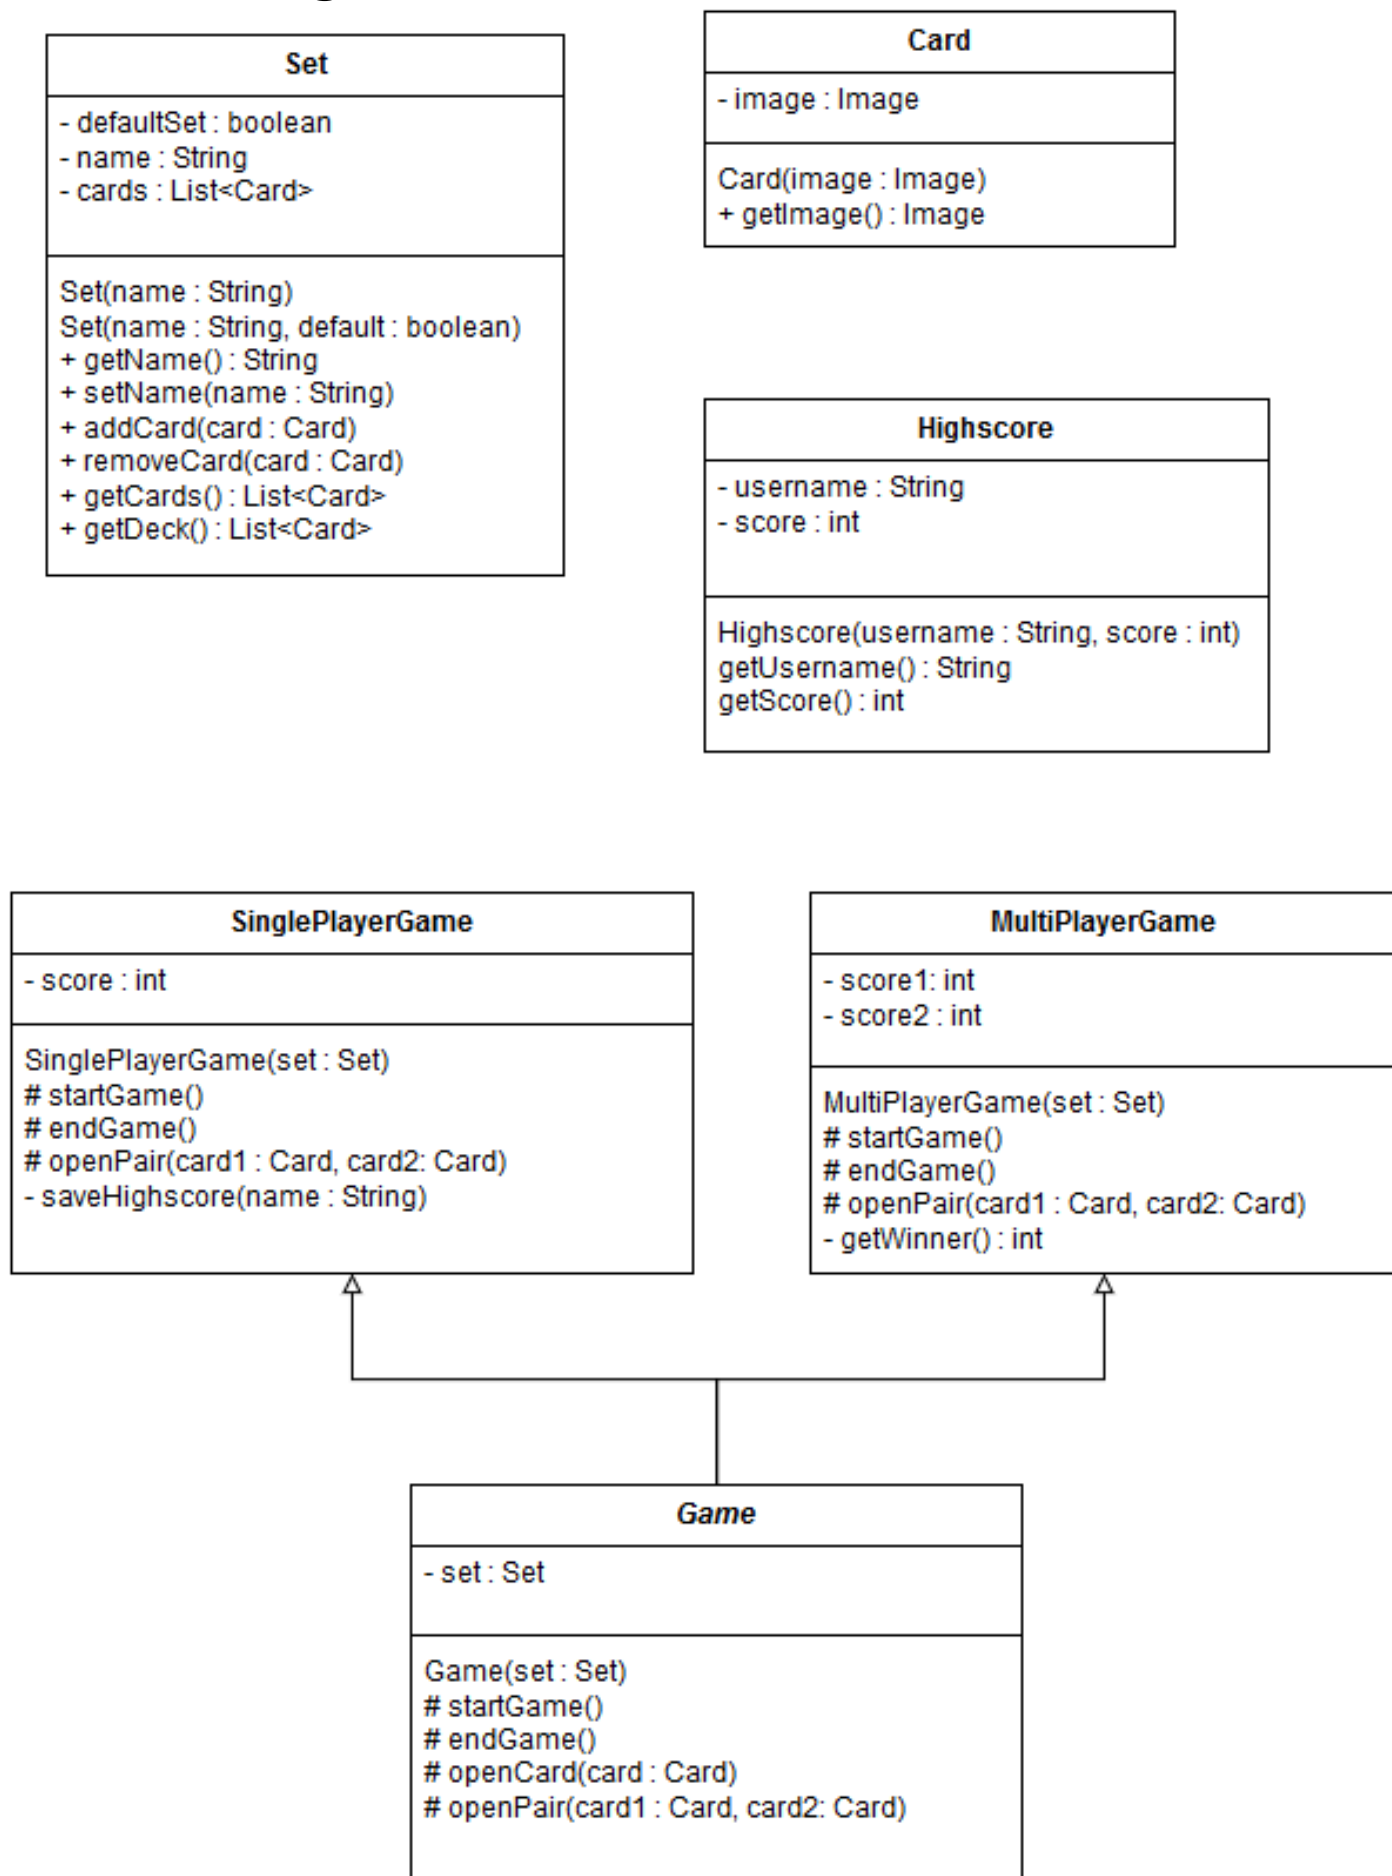 Set
- defaultSet : boolean
- name : String
- cards : List<Card>
Set(name : String)
Set(name : String, default : boolean)
+ getName() : String
+ setName(name : String)
+ addCard(card : Card)
+ removeCard(card : Card)
+ getCards() : List<Card>
+ getDeck() : List<Card>
Card
- image : Image
Card(image : Image)
+ getImage() : Image
Highscore
- username : String
- score : int
Highscore(username : String, score : int)
getUsername() : String
getScore() : int
SinglePlayerGame
- score : int
SinglePlayerGame(set : Set)
# startGame()
# endGame()
# openPair(card1 : Card, card2: Card)
- saveHighscore(name : String)
MultiPlayerGame
- score1: int
- score2 : int
MultiPlayerGame(set : Set)
# startGame()
# endGame()
# openPair(card1 : Card, card2: Card)
- getWinner() : int
Game
- set : Set
Game(set : Set)
# startGame()
# endGame()
# openCard(card : Card)
# openPair(card1 : Card, card2: Card)